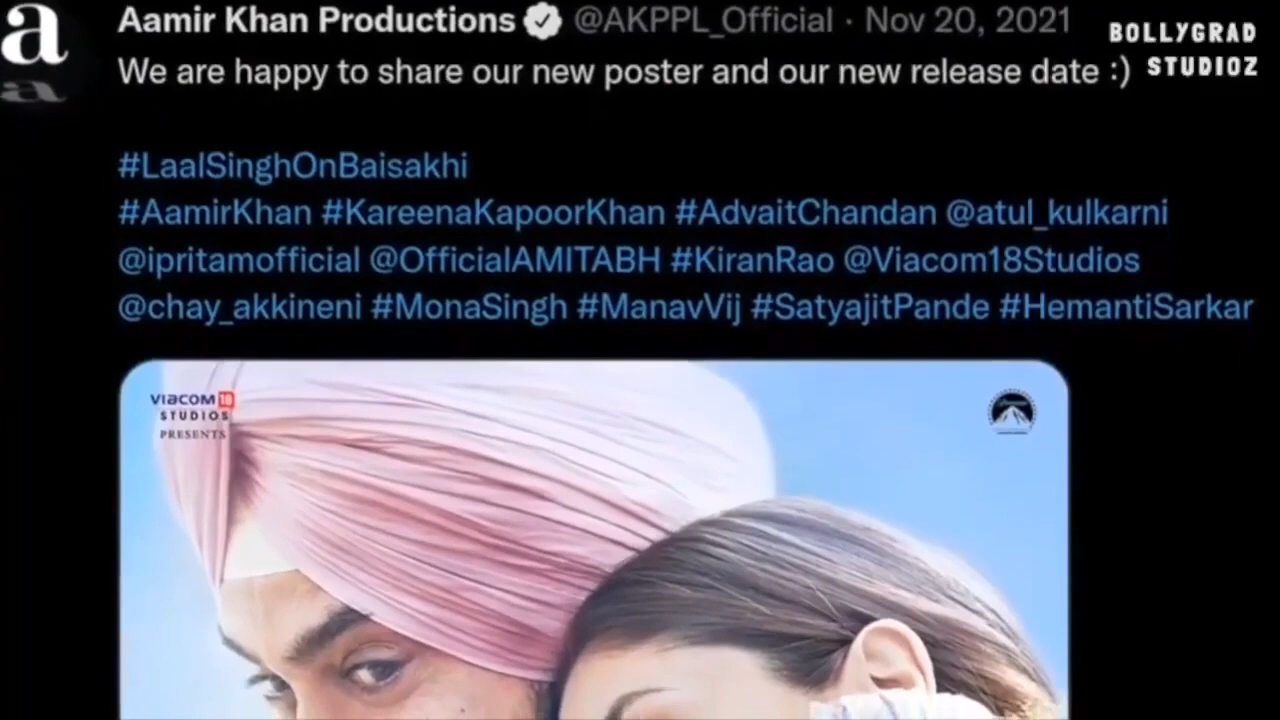 Aamir Khan Productions @AKPPL_Official · Nov 20, 2021
BOLLYGRAD
STUDIOZ
a
We are happy to share our new poster and our new release date :)
#LaalSinghOnBaisakhi
#AamirKhan #KareenaKapoorKhan #AdvaitChandan @atul_kulkarni
@ipritamofficial @OfficialAMITABH #KiranRao @Viacom18Studios
@chay_akkineni #MonaSingh #ManavVij #SatyajitPande #HemantiSarkar
VIACOM 18
STUDIOS
PRESENTS